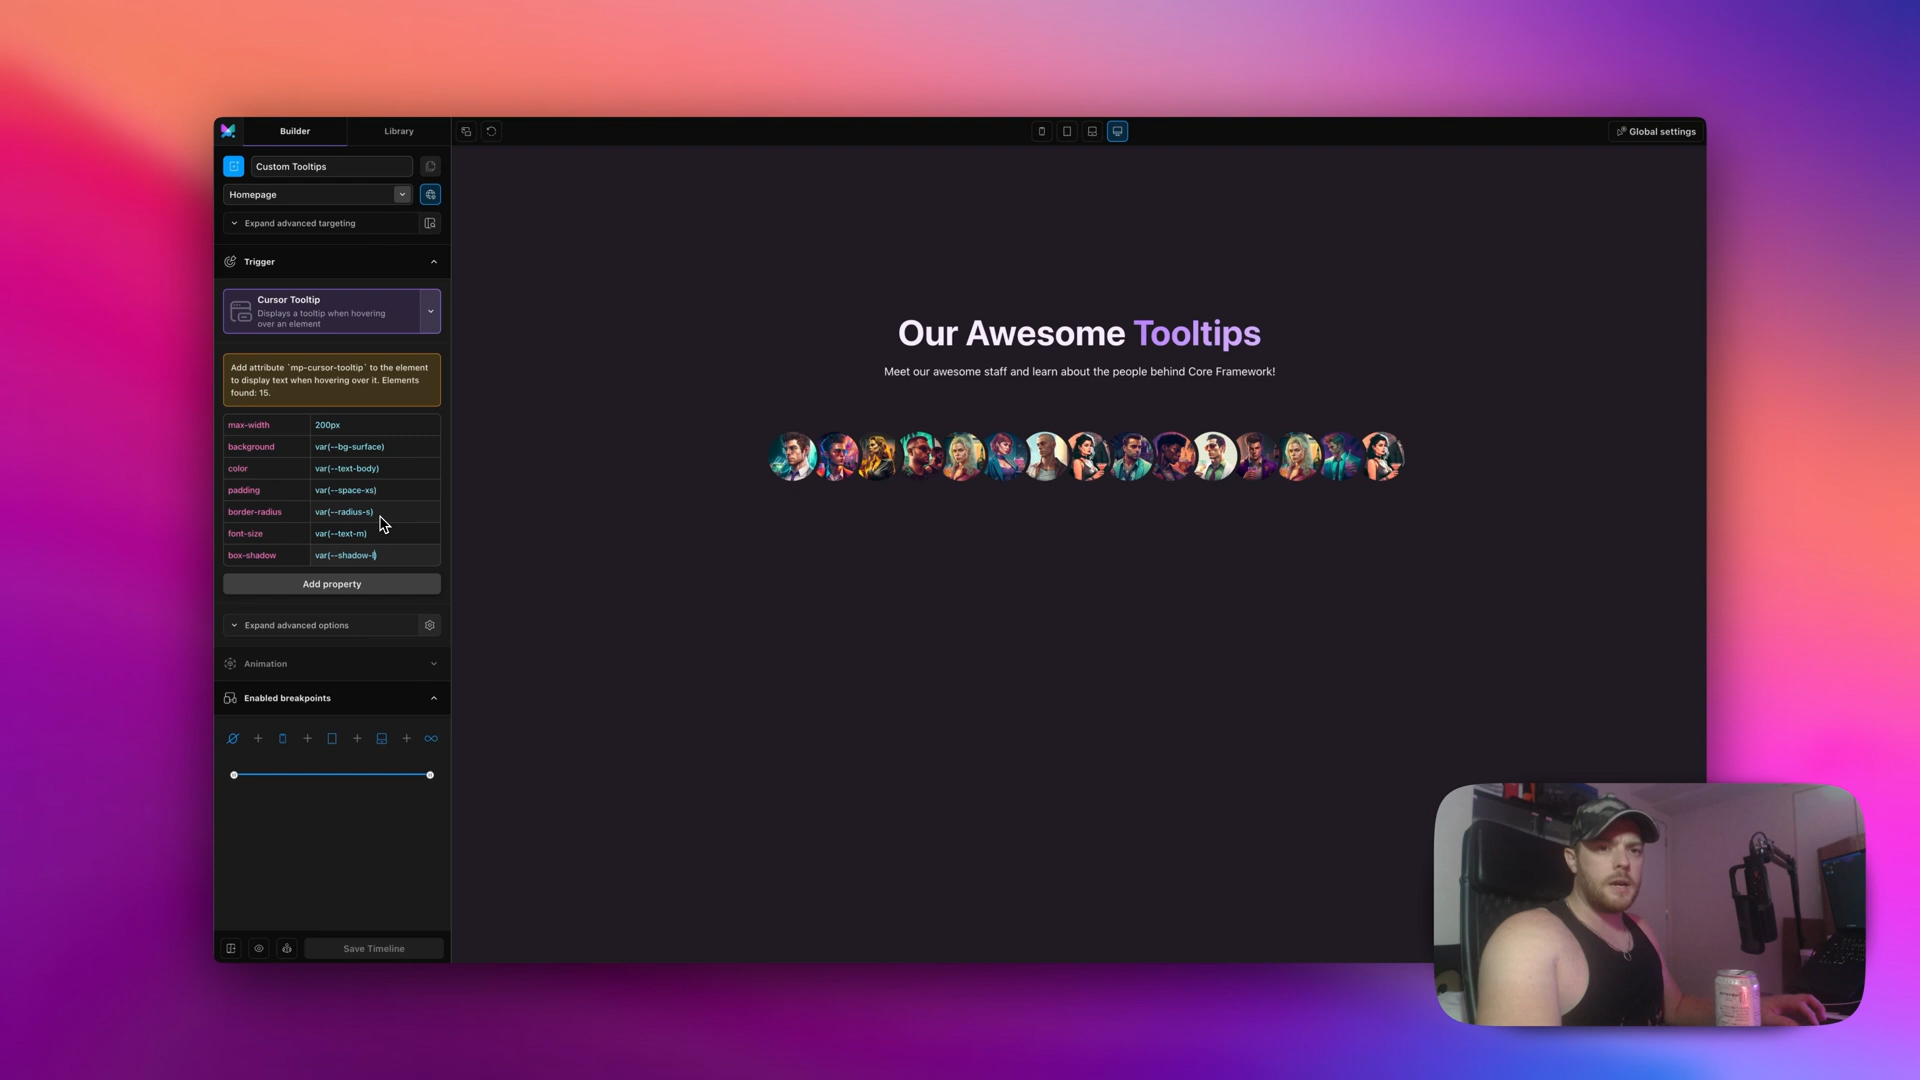 Builder
Library
Global settings
Custom Tooltips
Homepage
Expand advanced targeting
Trigger
Cursor Tooltip
Displays a tooltip when hovering
over an element
Add attribute `mp-cursor-tooltip` to the element
to display text when hovering over it. Elements
found: 15.
max-width 200px
background var(--bg-surface)
color var(--text-body)
padding var(--space-xs)
border-radius var(--radius-s)
font-size var(--text-m)
box-shadow var(--shadow-l)
Add property
Expand advanced options
Animation
Enabled breakpoints
Save Timeline
Our Awesome Tooltips
Meet our awesome staff and learn about the people behind Core Framework!